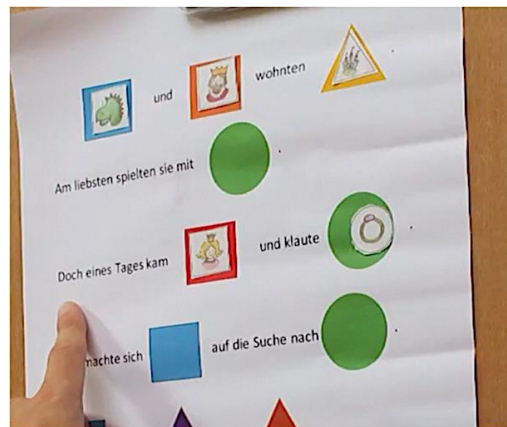 und wohnten .
Am liebsten spielten sie mit .
Doch eines Tages kam und klaute .
machte sich auf die Suche nach .